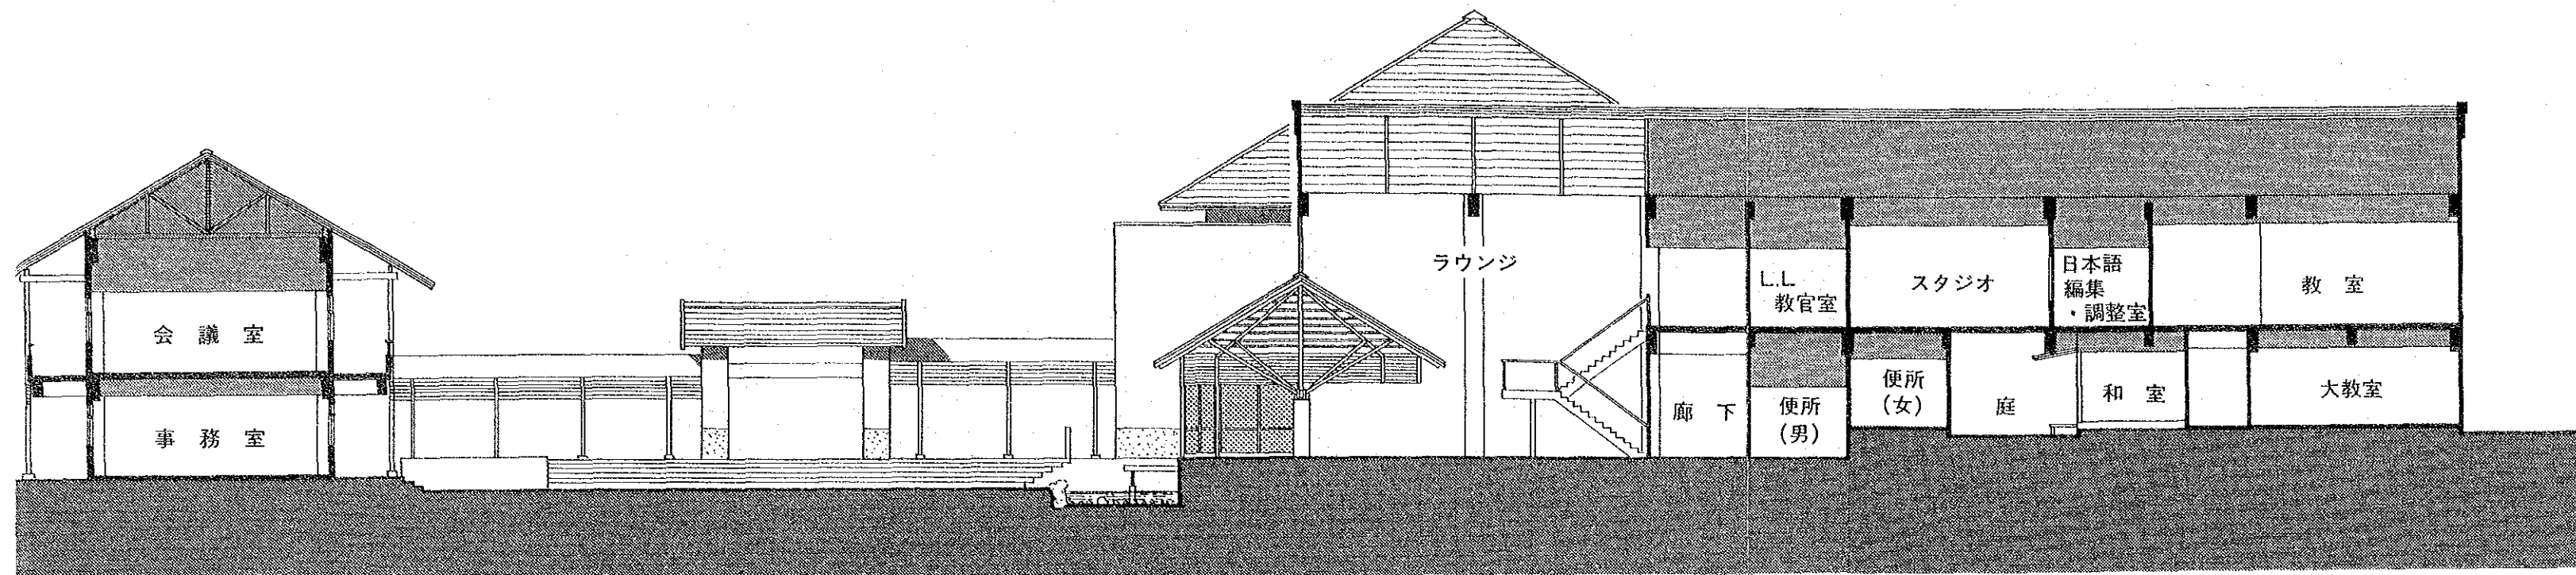 会議室
事務室
ラウンジ
L.L
教官室
スタジオ
日本語
編集
・調整室
教室
廊下
便所
(男)
便所
(女)
庭
和室
大教室